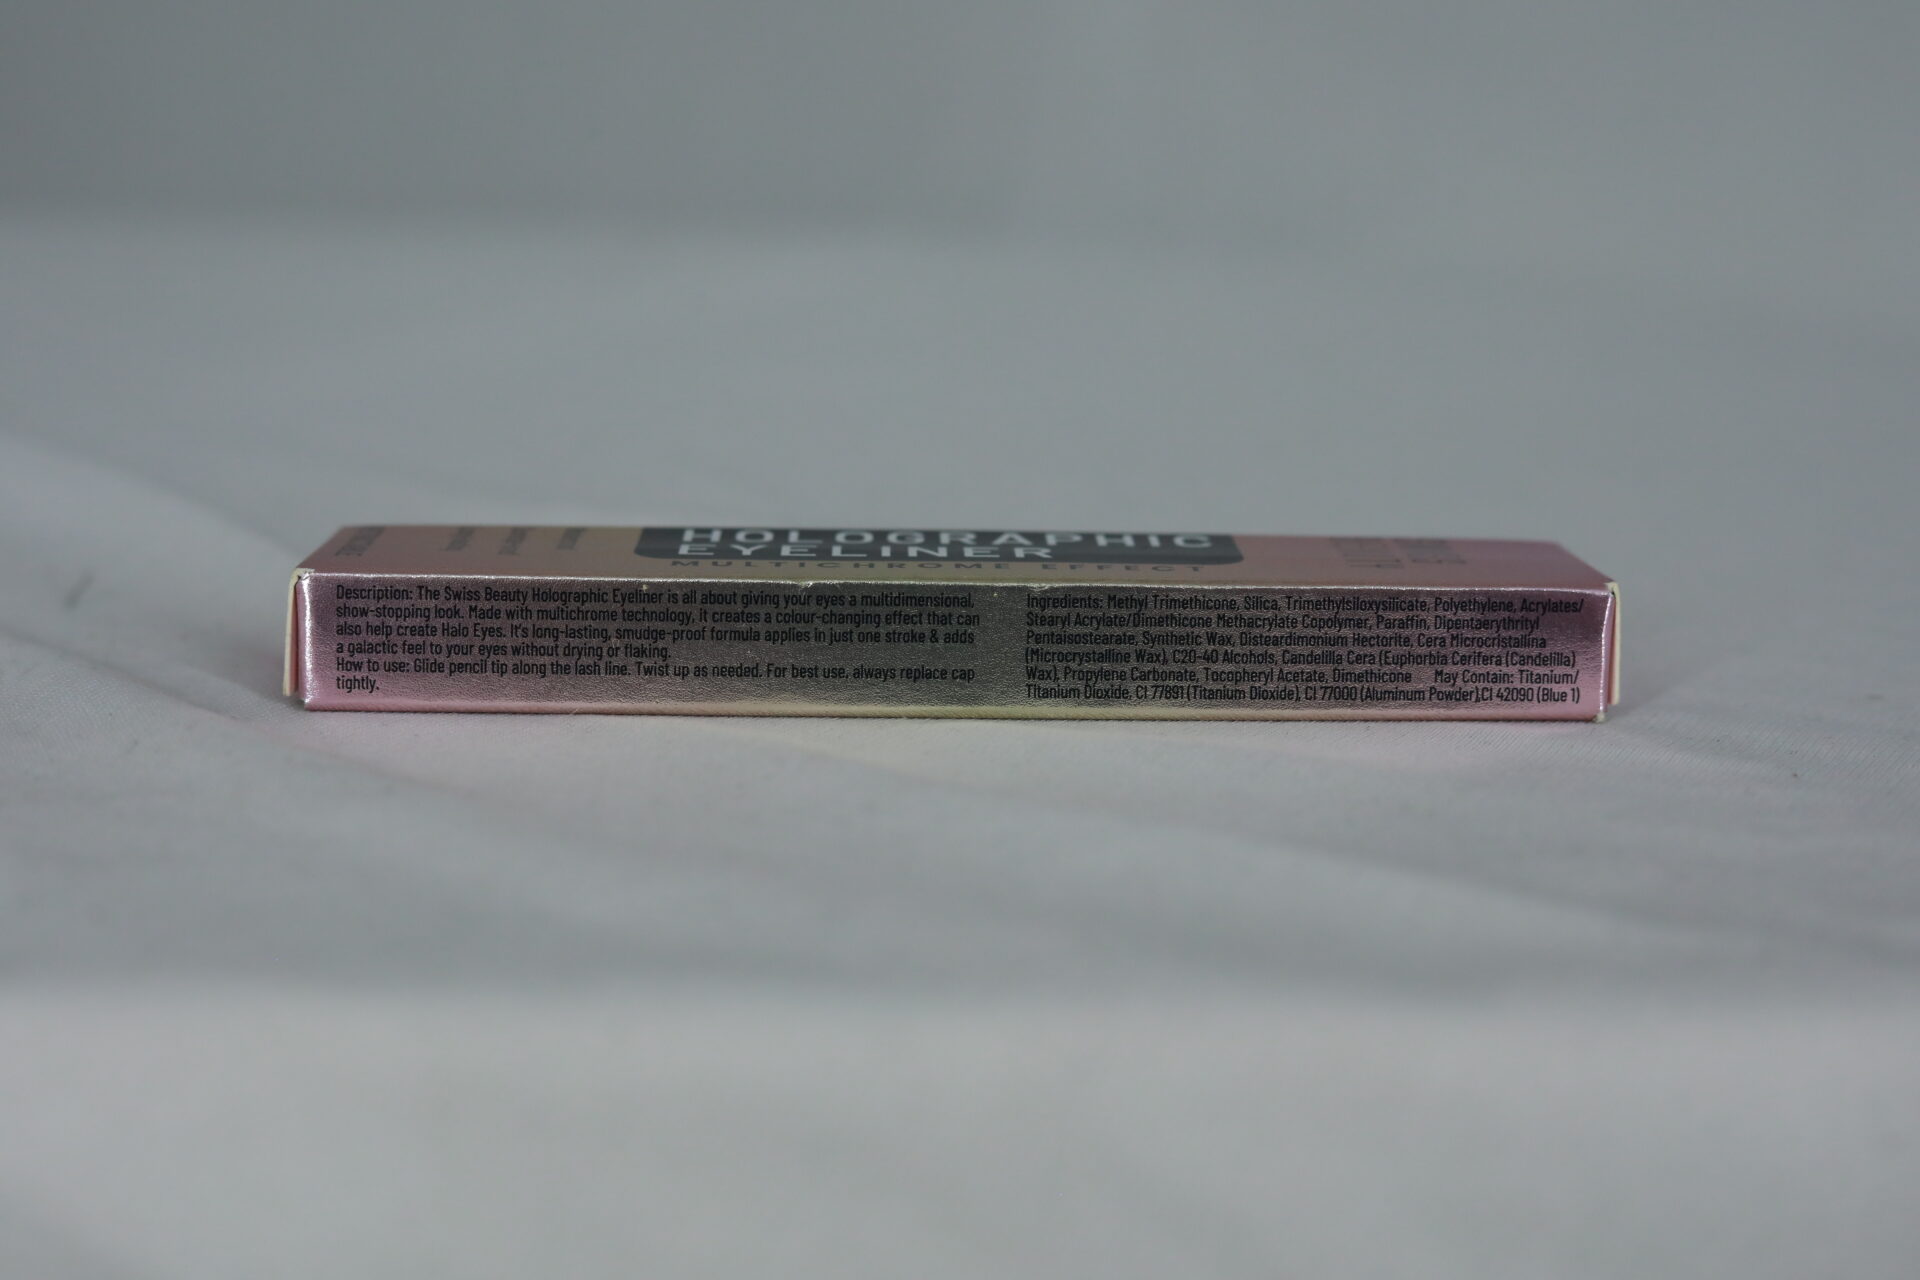 HOLOGRAPHIC
EYELINER
MULTICHROME EFFECT
Description: The Swiss Beauty Holographic Eyeliner is all about giving your eyes a multidimensional,
show-stopping look. Made with multichrome technology, it creates a colour-changing effect that can
also help create Halo Eyes. It's long-lasting, smudge-proof formula applies in just one stroke & adds
a galactic feel to your eyes without drying or flaking.
How to use: Glide pencil tip along the lash line. Twist up as needed. For best use, always replace cap
tightly.
Ingredients: Methyl Trimethicone, Silica, Trimethylsiloxysilicate, Polyethylene, Acrylates/
Stearyl Acrylate/Dimethicone Methacrylate Copolymer, Paraffin, Dipentaerythrityl
Pentaisostearate, Synthetic Wax, Disteardimonium Hectorite, Cera Microcristallina
(Microcrystalline Wax), C20-40 Alcohols, Candelilla Cera (Euphorbia Cerifera (Candelilla)
Wax), Propylene Carbonate, Tocopheryl Acetate, Dimethicone May Contain: Titanium/
Titanium Dioxide, CI 77891 (Titanium Dioxide), CI 77000 (Aluminum Powder),CI 42090 (Blue 1)